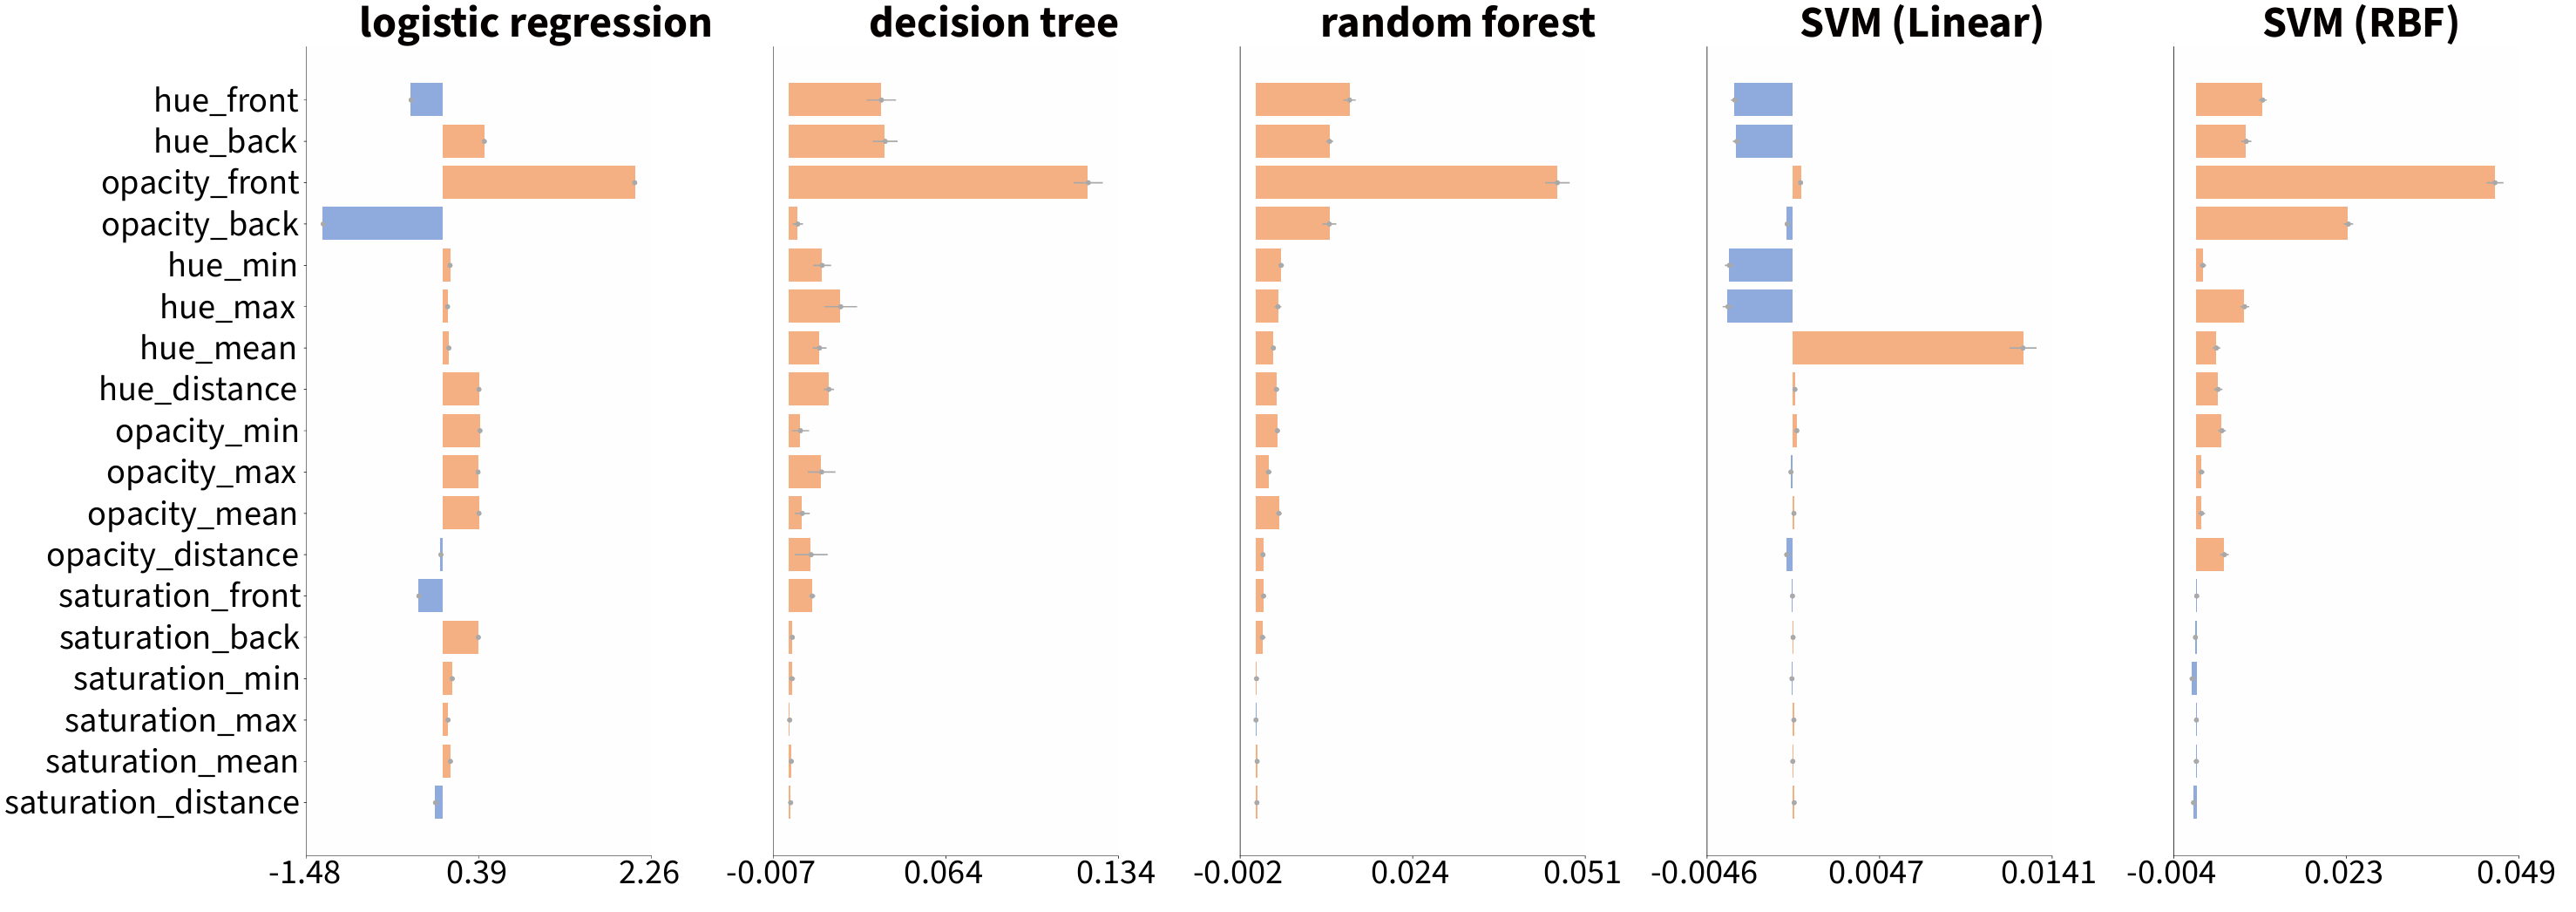 logistic regression decision tree random forest SVM (Linear) SVM (RBF)
hue_front
hue_back
opacity_front
opacity_back
hue_min
hue_max
hue_mean
hue_distance
opacity_min
opacity_max
opacity_mean
opacity_distance
saturation_front
saturation_back
saturation_min
saturation_max
saturation_mean
saturation_distance
-1.48 0.39 2.26 -0.007 0.064 0.134 -0.002 0.024 0.051 -0.0046 0.0047 0.0141 -0.004 0.023 0.049